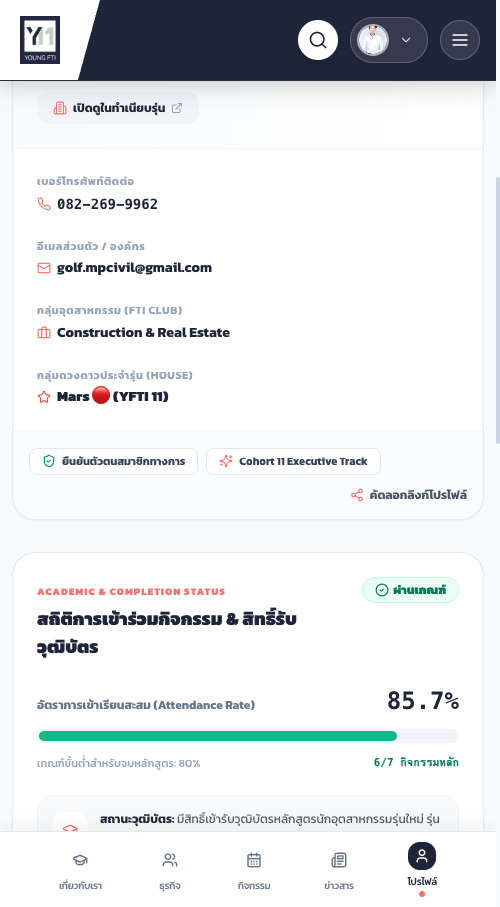 Y11
YOUNG FTI
เปิดดูในทำเนียบรุ่น
เบอร์โทรศัพท์ติดต่อ
082-269-9962
อีเมลส่วนตัว / องค์กร
golf.mpcivil@gmail.com
กลุ่มอุตสาหกรรม (FTI CLUB)
Construction & Real Estate
กลุ่มดวงดาวประจำรุ่น (HOUSE)
Mars 🔴 (YFTI 11)
ยืนยันตัวตนสมาชิกทางการ
Cohort 11 Executive Track
คัดลอกลิงก์โปรไฟล์
ACADEMIC & COMPLETION STATUS
ผ่านเกณฑ์
สถิติการเข้าร่วมกิจกรรม & สิทธิ์รับ
วุฒิบัตร
อัตราการเข้าเรียนสะสม (Attendance Rate)
85.7%
เกณฑ์ขั้นต่ำสำหรับจบหลักสูตร: 80%
6/7 กิจกรรมหลัก
สถานะวุฒิบัตร: มีสิทธิ์เข้ารับวุฒิบัตรหลักสูตรนักอุตสาหกรรมรุ่นใหม่ รุ่น
เกี่ยวกับเรา
ธุรกิจ
กิจกรรม
ข่าวสาร
โปรไฟล์